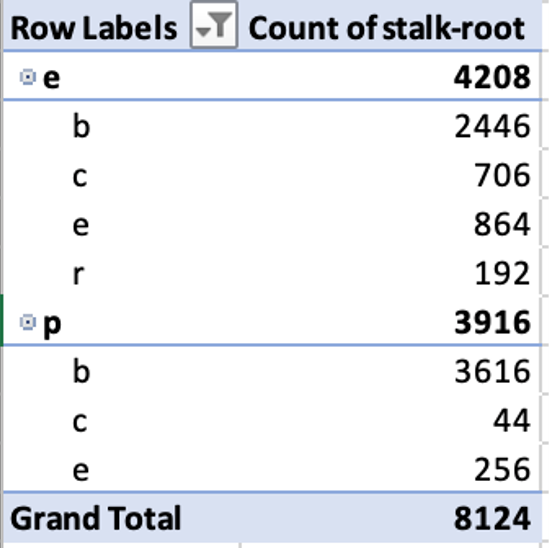 Row Labels Count of stalk-root
e 4208
b 2446
c 706
e 864
r 192
p 3916
b 3616
c 44
e 256
Grand Total 8124